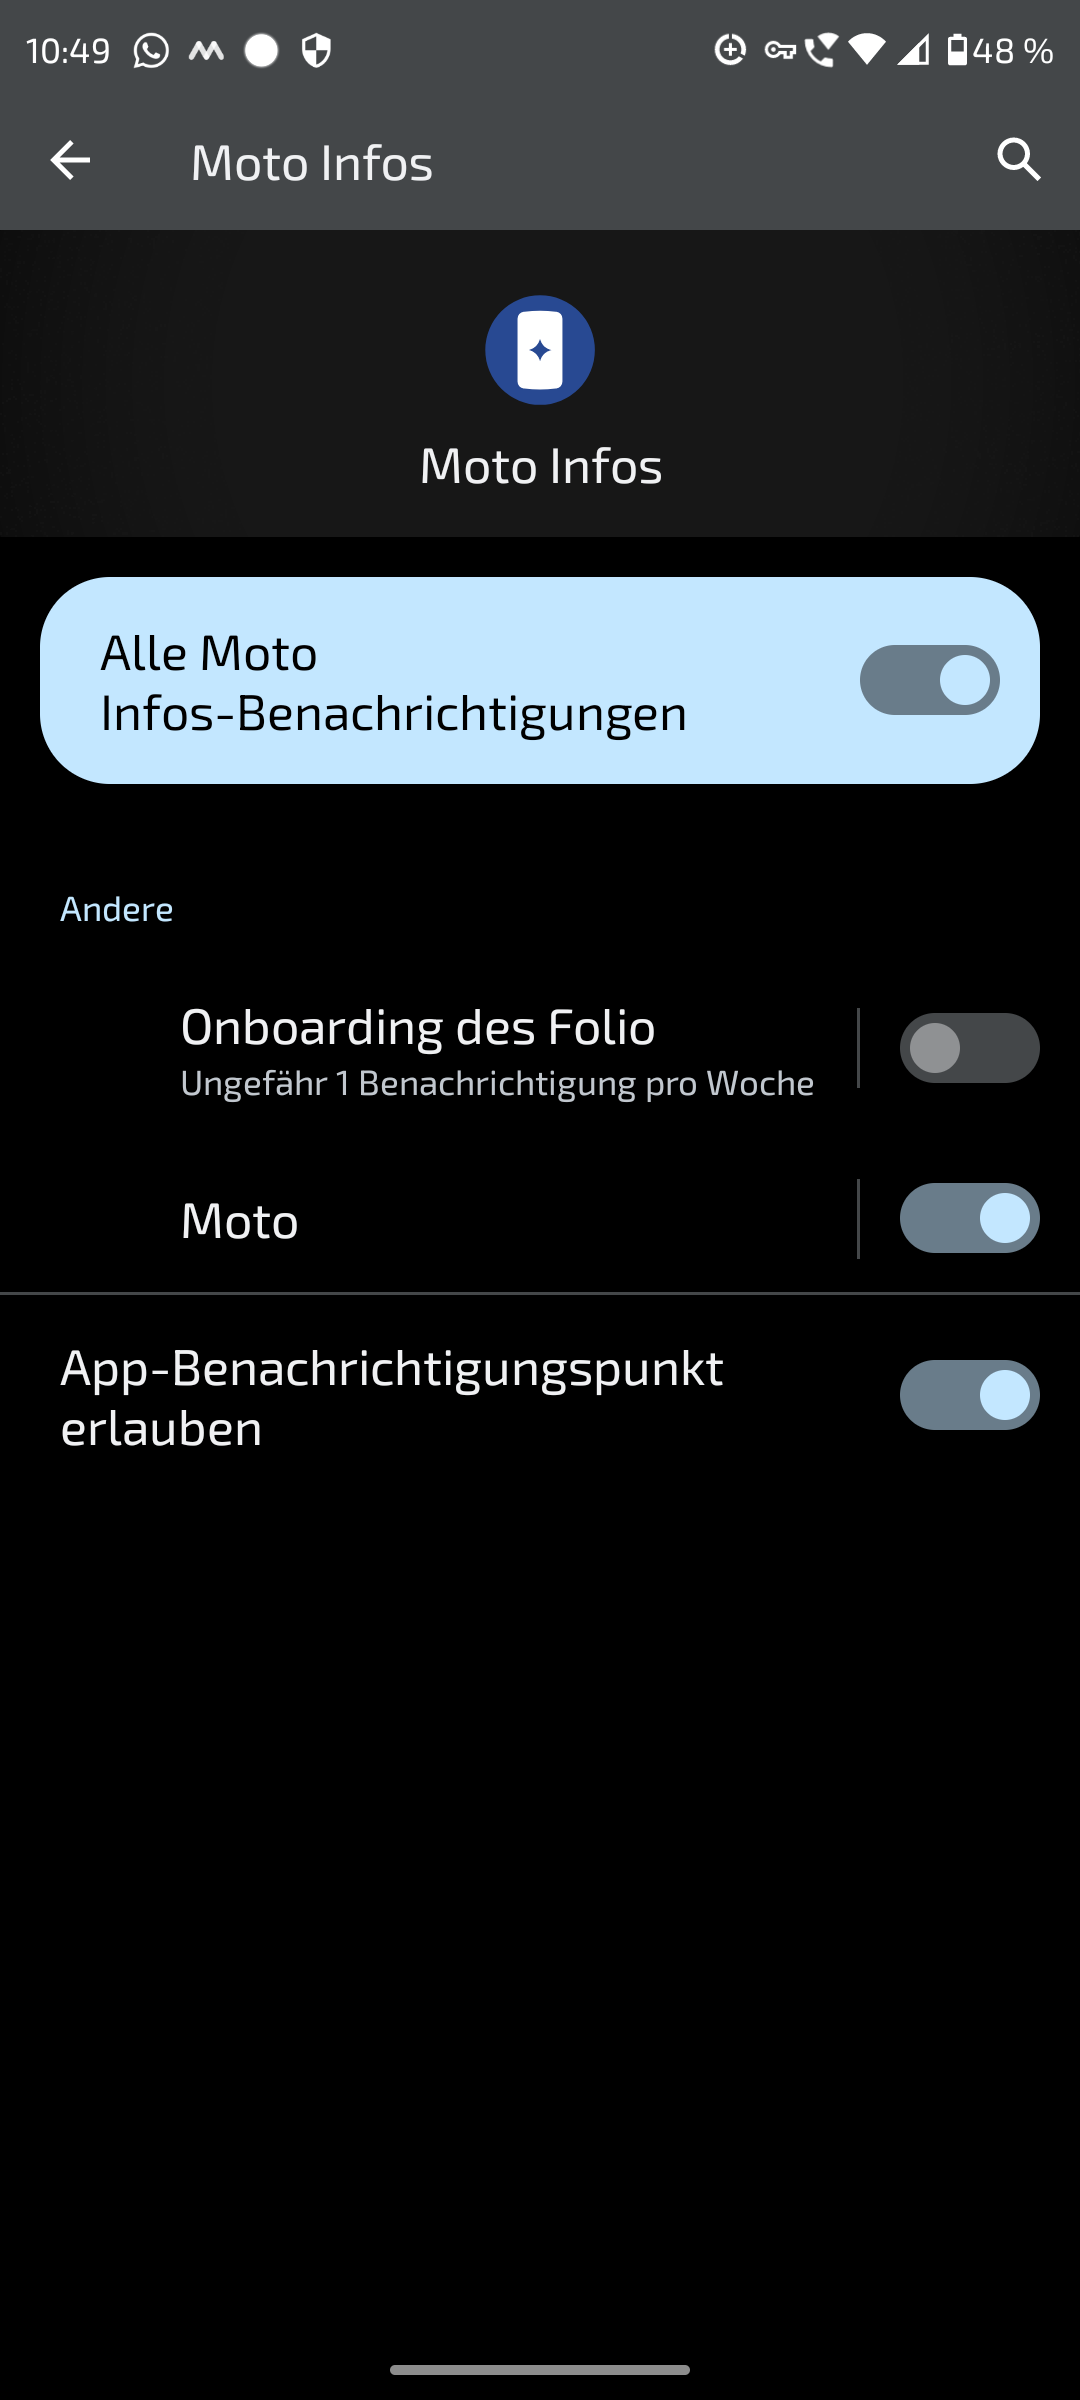 10:49
48 %
Moto Infos
Moto Infos
Alle Moto
Infos-Benachrichtigungen
Andere
Onboarding des Folio
Ungefähr 1 Benachrichtigung pro Woche
Moto
App-Benachrichtigungspunkt
erlauben